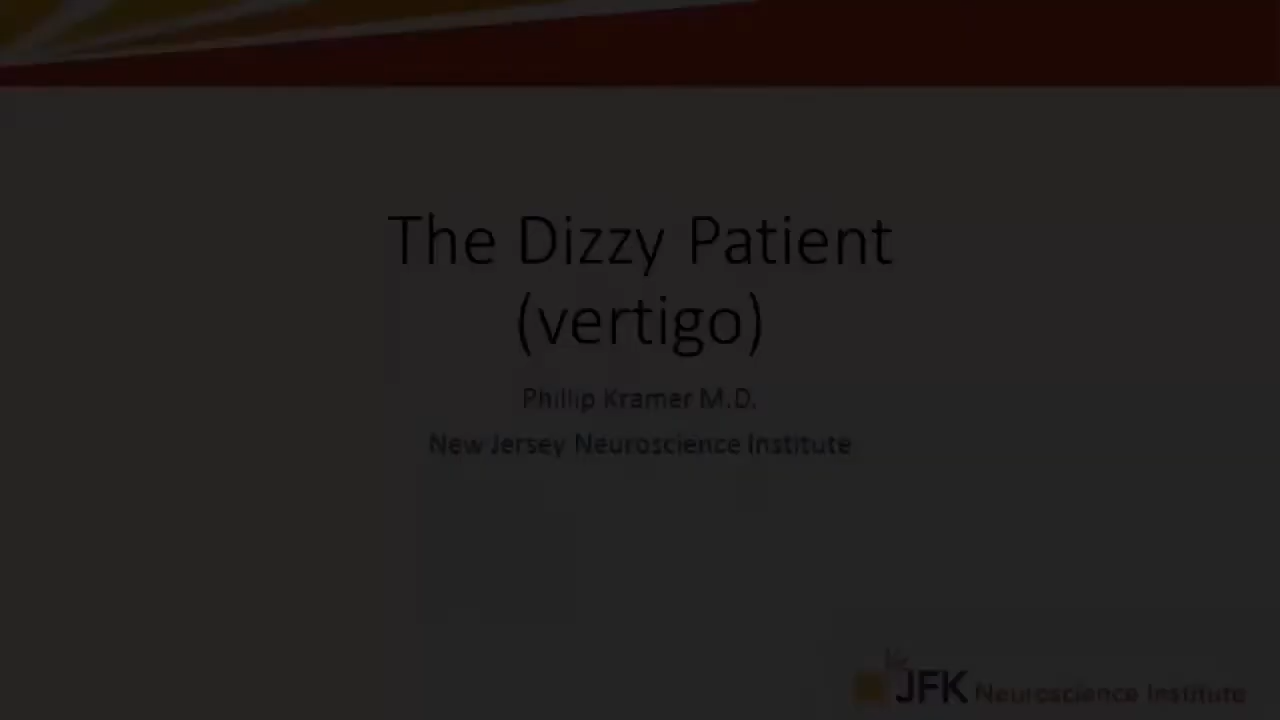 The Dizzy Patient
(vertigo)
Phillip Kramer M.D.
New Jersey Neuroscience Institute
JFK Neuroscience Institute